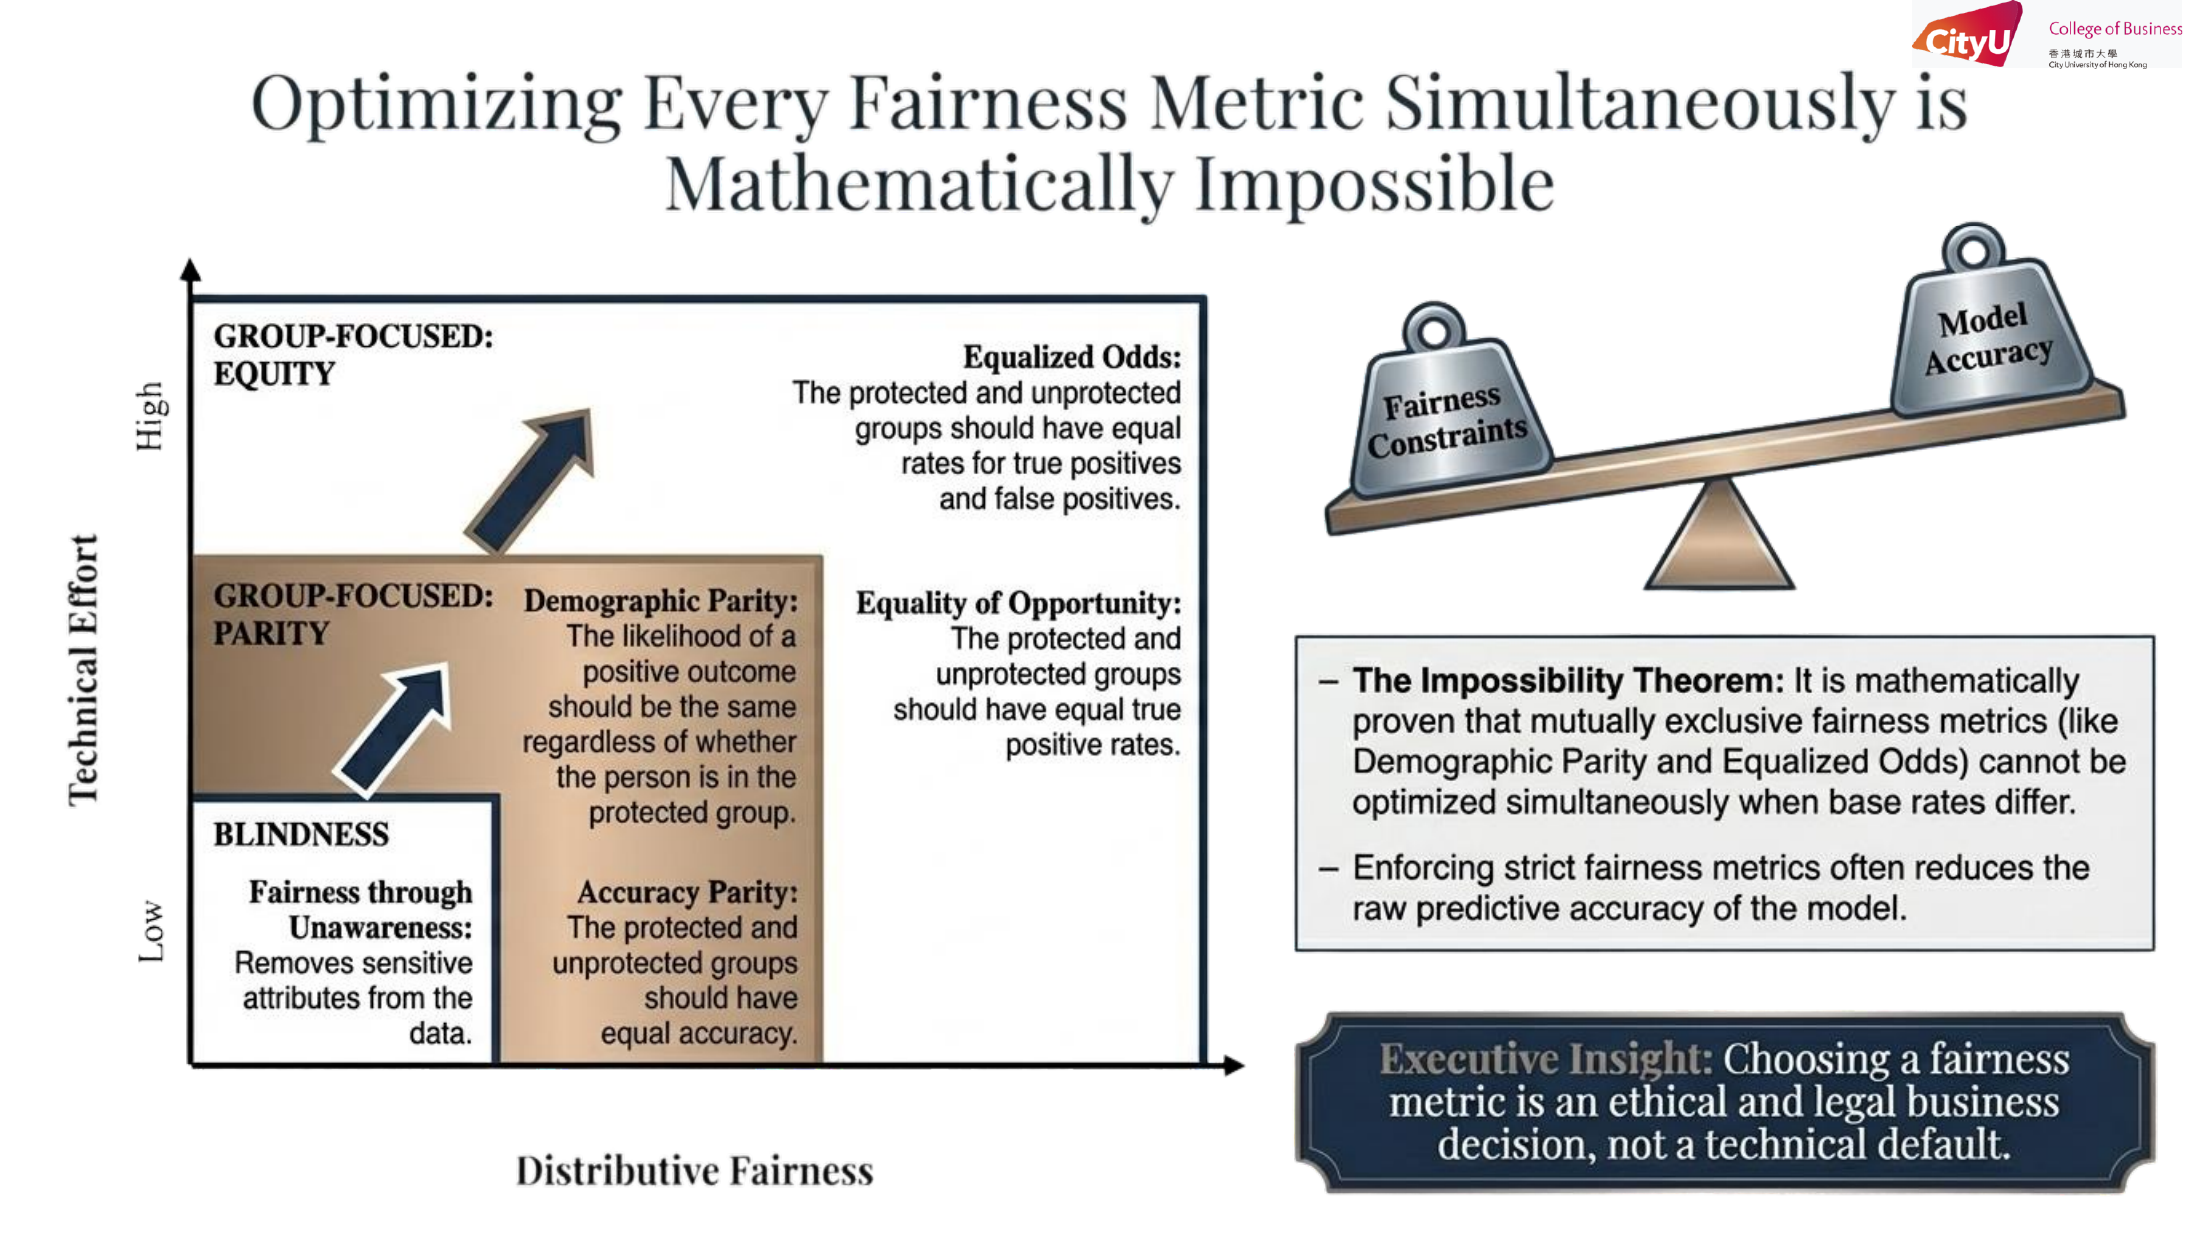 CityU
College of Business
香港城市大學
City University of Hong Kong
Optimizing Every Fairness Metric Simultaneously is
Mathematically Impossible
Technical Effort
High
Low
GROUP-FOCUSED:
EQUITY
Equalized Odds:
The protected and unprotected
groups should have equal
rates for true positives
and false positives.
GROUP-FOCUSED:
PARITY
Demographic Parity:
The likelihood of a
positive outcome
should be the same
regardless of whether
the person is in the
protected group.
Equality of Opportunity:
The protected and
unprotected groups
should have equal true
positive rates.
BLINDNESS
Fairness through
Unawareness:
Removes sensitive
attributes from the
data.
Accuracy Parity:
The protected and
unprotected groups
should have
equal accuracy.
Distributive Fairness
Fairness
Constraints
Model
Accuracy
– The Impossibility Theorem: It is mathematically
proven that mutually exclusive fairness metrics (like
Demographic Parity and Equalized Odds) cannot be
optimized simultaneously when base rates differ.
– Enforcing strict fairness metrics often reduces the
raw predictive accuracy of the model.
Executive Insight: Choosing a fairness
metric is an ethical and legal business
decision, not a technical default.